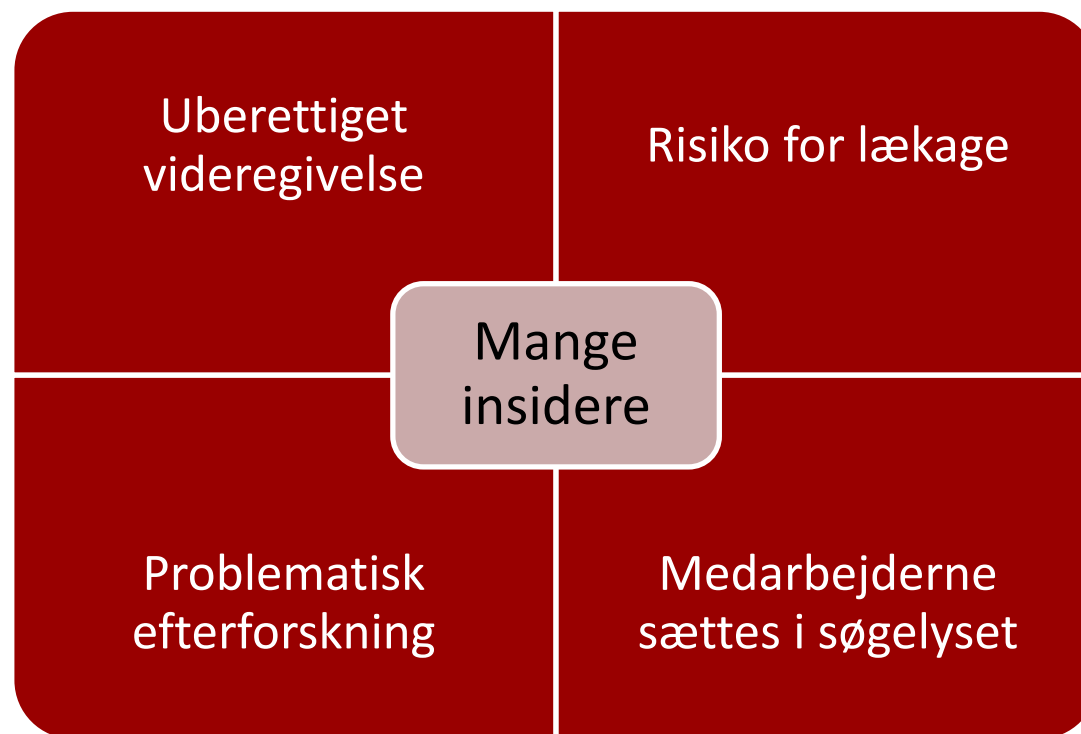 Uberettiget
videregivelse
Risiko for lækage
Mange
insidere
Problematisk
efterforskning
Medarbejderne
sættes i søgelyset